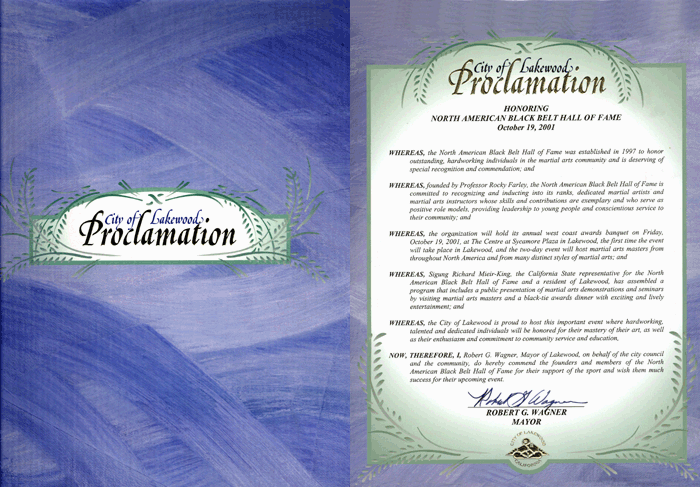 City of Lakewood
Proclamation
City of Lakewood
Proclamation
HONORING
NORTH AMERICAN BLACK BELT HALL OF FAME
October 19, 2001
WHEREAS, the North American Black Belt Hall of Fame was established in 1997 to honor
outstanding, hardworking individuals in the martial arts community and is deserving of
special recognition and commendation; and
WHEREAS, founded by Professor Rocky Farley, the North American Black Belt Hall of Fame is
committed to recognizing and inducting into its ranks, dedicated martial artists and
martial arts instructors whose skills and contributions are exemplary and who serve as
positive role models, providing leadership to young people and conscientious service to
their community; and
WHEREAS, the organization will hold its annual west coast awards banquet on Friday,
October 19, 2001, at The Centre at Sycamore Plaza in Lakewood, the first time the event
will take place in Lakewood, and the two-day event will host martial arts masters from
throughout North America and from many distinct styles of martial arts; and
WHEREAS, Sigung Richard Mieir-King, the California State representative for the North
American Black Belt Hall of Fame and a resident of Lakewood, has assembled a
program that includes a public presentation of martial arts demonstrations and seminars
by visiting martial arts masters and a black-tie awards dinner with exciting and lively
entertainment; and
WHEREAS, the City of Lakewood is proud to host this important event where hardworking,
talented and dedicated individuals will be honored for their mastery of their art, as well
as their enthusiasm and commitment to community service and education,
NOW, THEREFORE, I, Robert G. Wagner, Mayor of Lakewood, on behalf of the city council
and the community, do hereby commend the founders and members of the North
American Black Belt Hall of Fame for their support of the sport and wish them much
success for their upcoming event.
Robert G Wagner
ROBERT G. WAGNER
MAYOR
CITY OF LAKEWOOD
CALIFORNIA